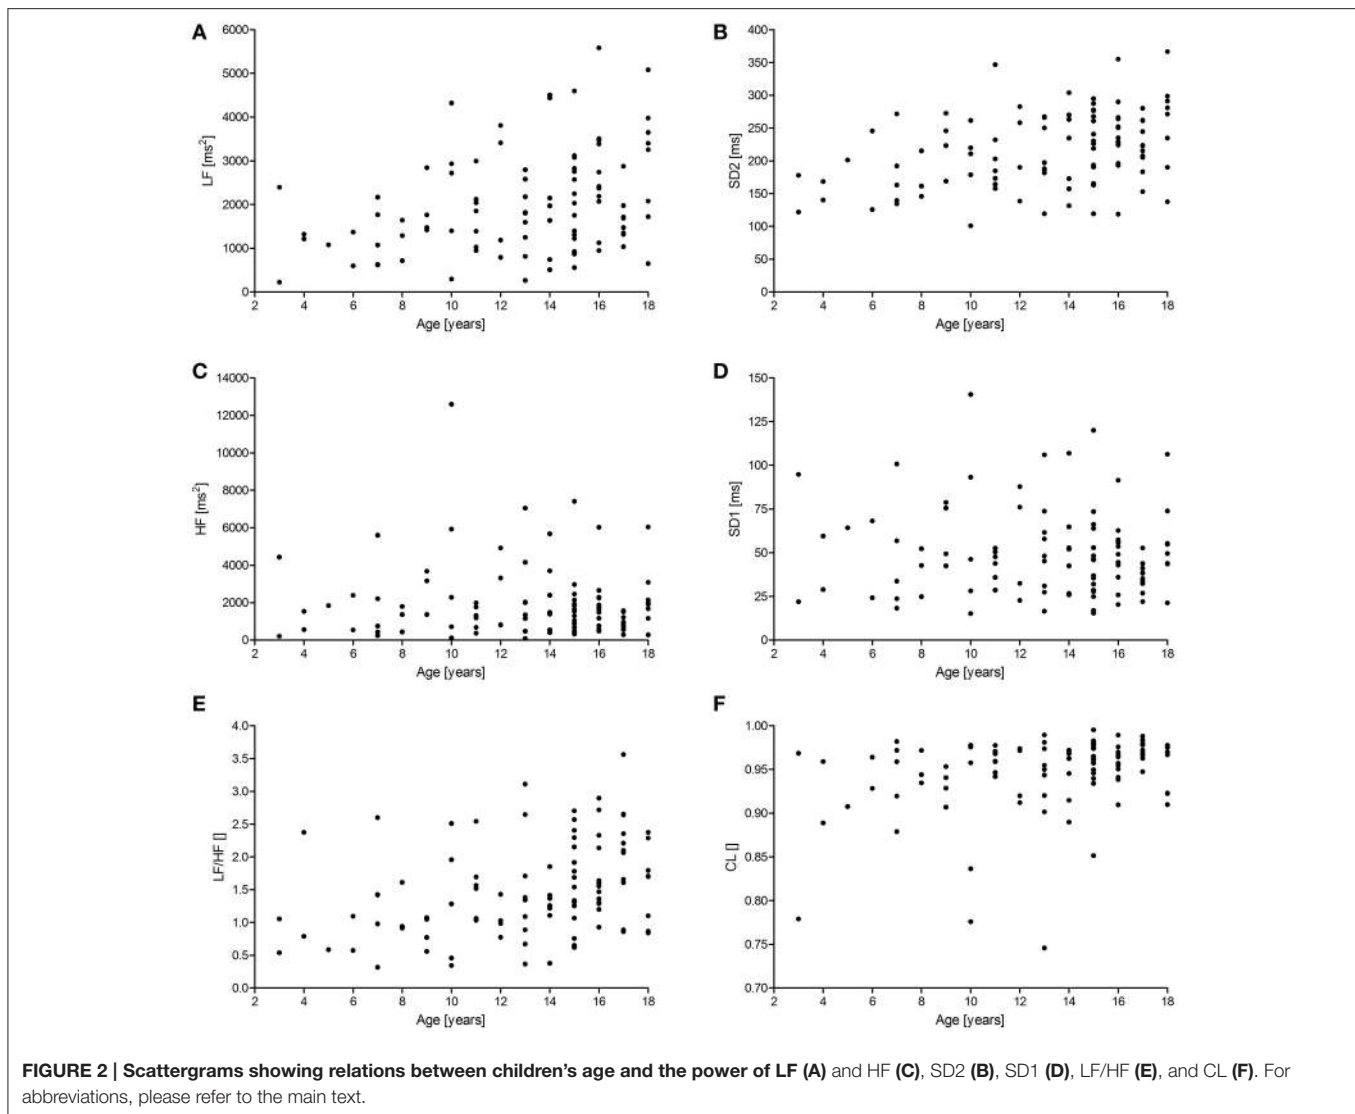 A
6000
5000
4000
3000
2000
1000
0
LF [ms²]
2 4 6 8 10 12 14 16 18
Age [years]
B
400
350
300
250
200
150
100
50
0
SD2 [ms]
2 4 6 8 10 12 14 16 18
Age [years]
C
14000
12000
10000
8000
6000
4000
2000
0
HF [ms²]
2 4 6 8 10 12 14 16 18
Age [years]
D
150
125
100
75
50
25
0
SD1 [ms]
2 4 6 8 10 12 14 16 18
Age [years]
E
4.0
3.5
3.0
2.5
2.0
1.5
1.0
0.5
0.0
LF/HF []
2 4 6 8 10 12 14 16 18
Age [years]
F
1.00
0.95
0.90
0.85
0.80
0.75
0.70
CL []
2 4 6 8 10 12 14 16 18
Age [years]
FIGURE 2 | Scattergrams showing relations between children's age and the power of LF (A) and HF (C), SD2 (B), SD1 (D), LF/HF (E), and CL (F). For
abbreviations, please refer to the main text.